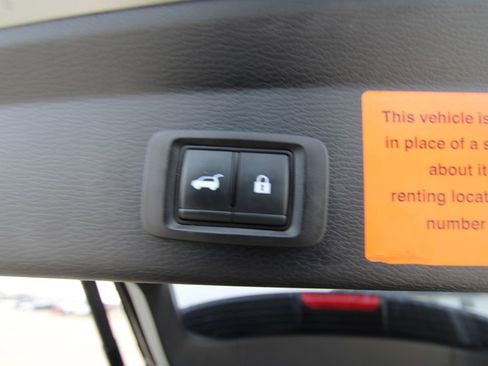 This vehicle is
in place of a s
about it
renting locat
number